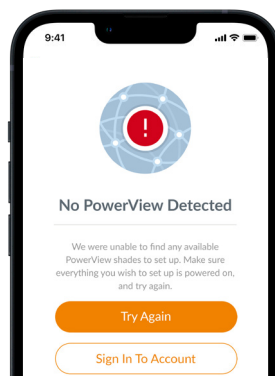 9:41
!
No PowerView Detected
We were unable to find any available
PowerView shades to set up. Make sure
everything you wish to set up is powered on,
and try again.
Try Again
Sign In To Account